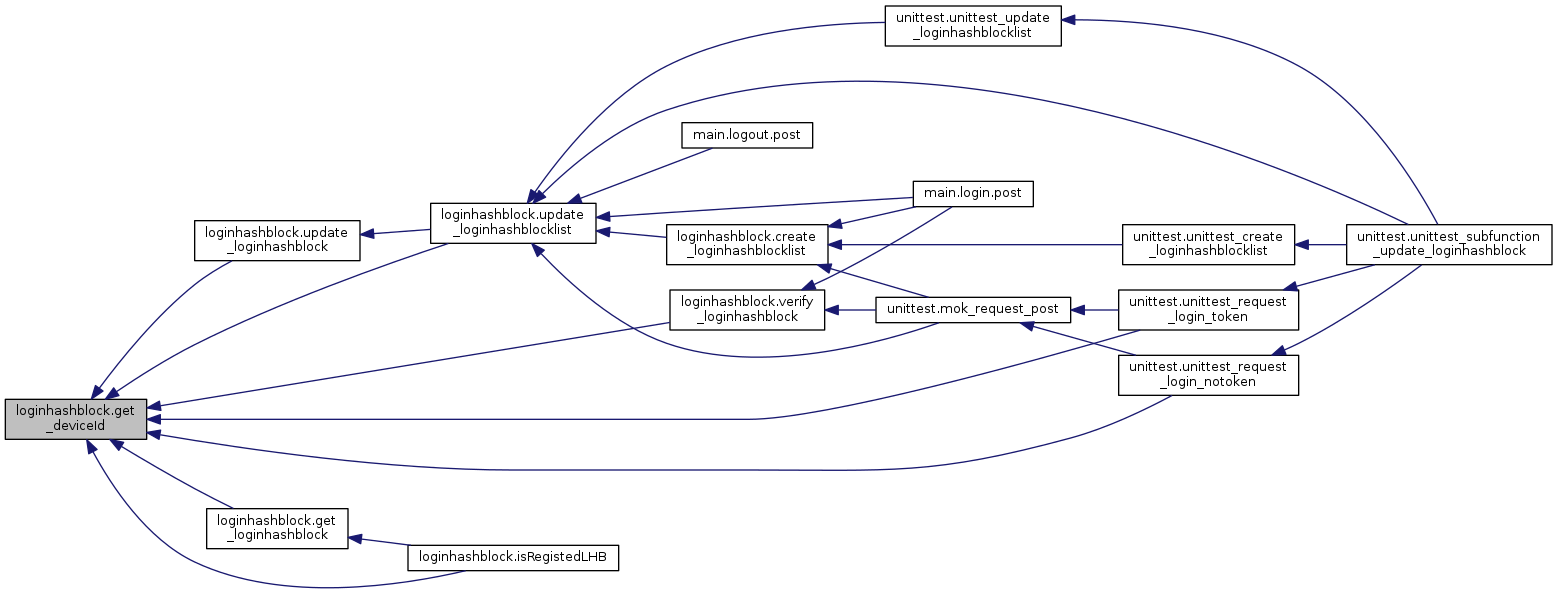 unittest.unittest_update
_loginhashblocklist
main.logout.post
main.login.post
loginhashblock.update
_loginhashblocklist
loginhashblock.update
_loginhashblock
loginhashblock.create
_loginhashblocklist
unittest.unittest_create
_loginhashblocklist
unittest.unittest_subfunction
_update_loginhashblock
loginhashblock.verify
_loginhashblock
unittest.mok_request_post
unittest.unittest_request
_login_token
unittest.unittest_request
_login_notoken
loginhashblock.get
_deviceId
loginhashblock.get
_loginhashblock
loginhashblock.isRegistedLHB